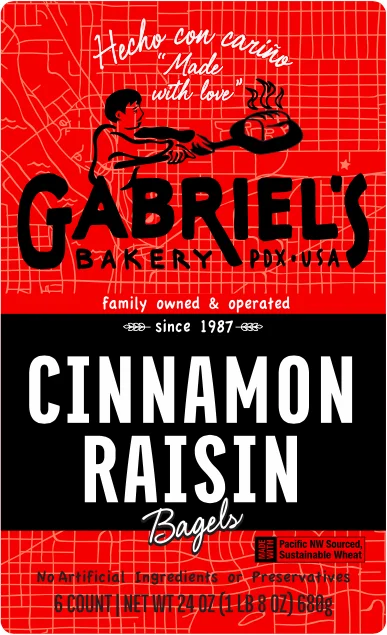 Hecho con cariño
"Made
with love"
GABRIEL'S
BAKERY PDX•USA
family owned & operated
since 1987
CINNAMON
RAISIN
Bagels
MADE WITH
Pacific NW Sourced,
Sustainable Wheat
No Artificial Ingredients or Preservatives
6 COUNT | NET WT 24 OZ (1 LB 8 OZ) 680g